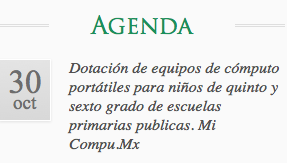 AGENDA
30
oct
Dotación de equipos de cómputo
portátiles para niños de quinto y
sexto grado de escuelas
primarias publicas. Mi
Compu.Mx